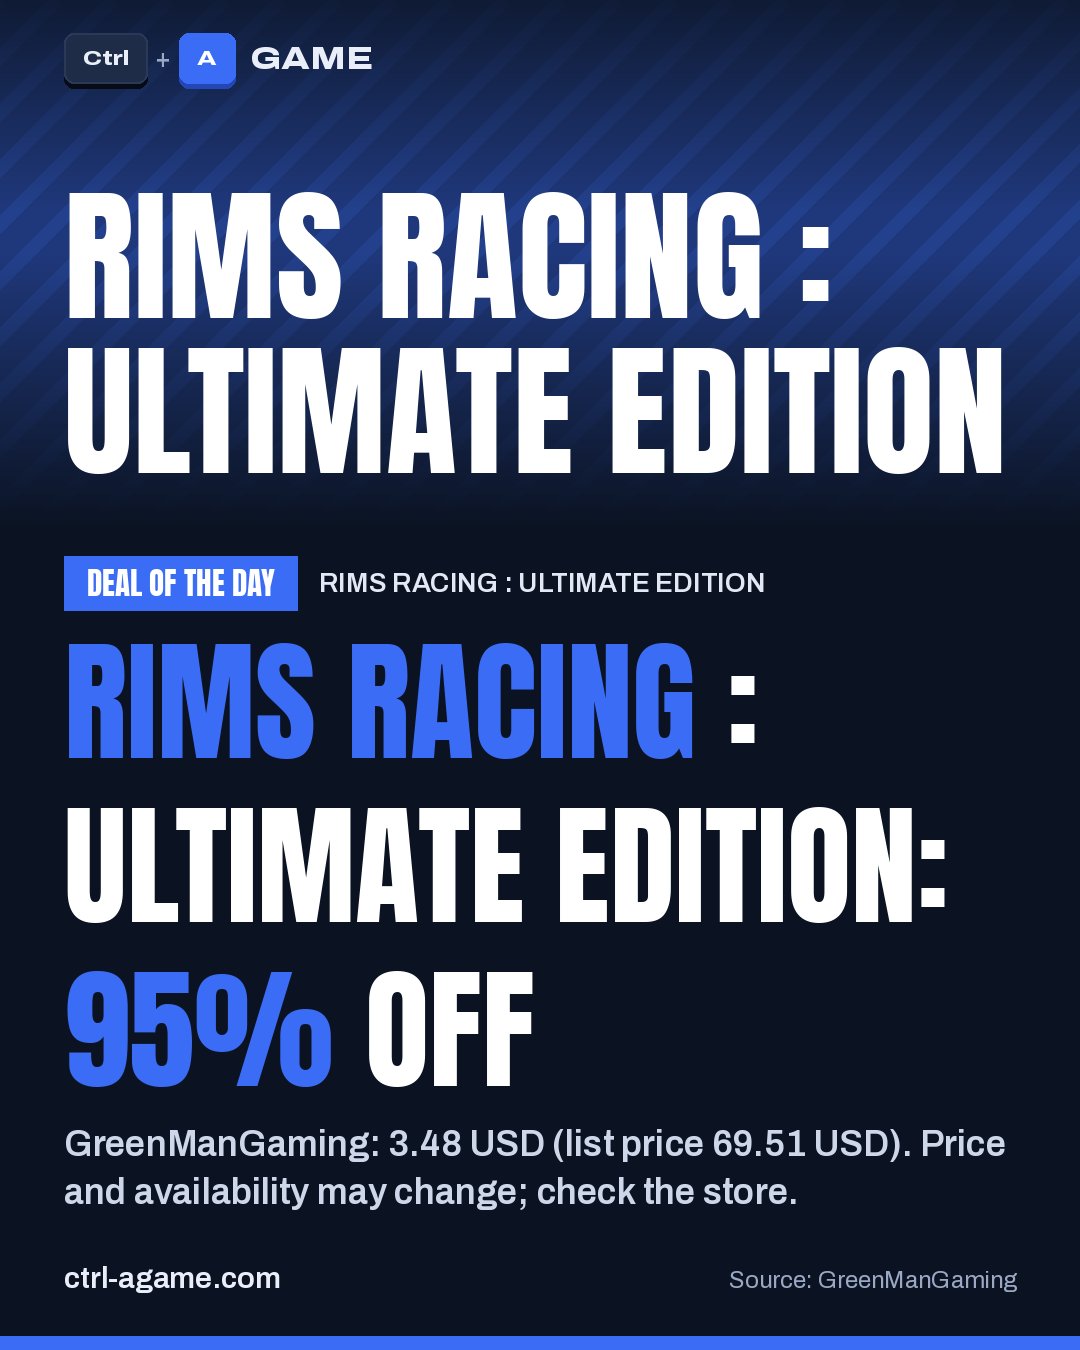 Ctrl + A GAME
RIMS RACING :
ULTIMATE EDITION
DEAL OF THE DAY RIMS RACING : ULTIMATE EDITION
RIMS RACING :
ULTIMATE EDITION:
95% OFF
GreenManGaming: 3.48 USD (list price 69.51 USD). Price
and availability may change; check the store.
ctrl-agame.com Source: GreenManGaming